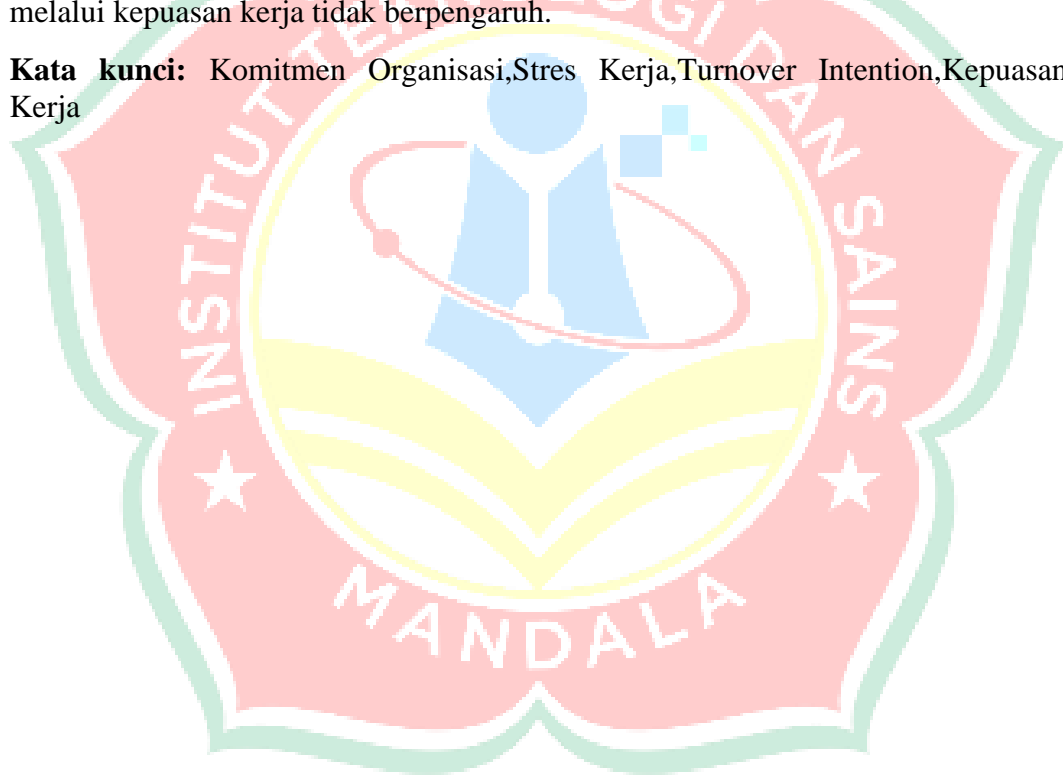 melalui kepuasan kerja tidak berpengaruh.
Kata kunci: Komitmen Organisasi,Stres Kerja,Turnover Intention,Kepuasan
Kerja
INSTITUT TEKNOLOGI DAN SAINS
MANDALA